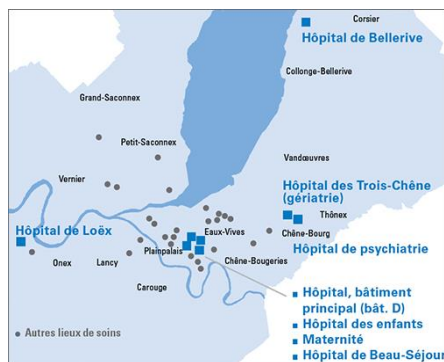 Corsier
Hôpital de Bellerive
Collonge-Bellerive
Grand-Saconnex
Petit-Saconnex
Vandœuvres
Vernier
Hôpital des Trois-Chêne
(gériatrie)
Thônex
Hôpital de Loëx
Eaux-Vives
Chêne-Bourg
Plainpalais
Hôpital de psychiatrie
Onex
Lancy
Chêne-Bougeries
Carouge
Hôpital, bâtiment
principal (bât. D)
Hôpital des enfants
Maternité
Hôpital de Beau-Séjour
Autres lieux de soins